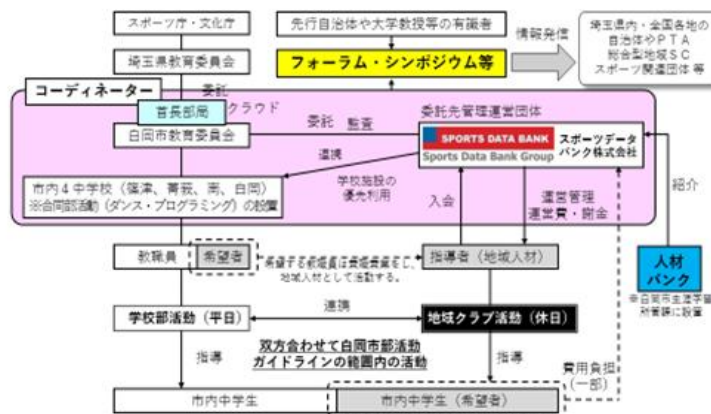 スポーツ庁・文化庁
埼玉県教育委員会
先行自治体や大学教授等の有識者
フォーラム・シンポジウム等
情報発信
埼玉県内・全国各地の
自治体やPTA
総合型地域SC
スポーツ関連団体 等
コーディネーター
委託
首長部局
クラウド
白岡市教育委員会
委託
監査
委託先管理運営団体
SPORTS DATA BANK
Sports Data Bank Group
スポーツデータ
バンク株式会社
連携
学校施設の
優先利用
市内4中学校(篠津、菁莪、南、白岡)
※合同部活動(ダンス・プログラミング)の設置
入会
運営管理
運営費・謝金
紹介
教職員
希望者
希望する教職員は
地域人材として活動する。
指導者(地域人材)
人材
バンク
※白岡市生涯学習
に設置
学校部活動(平日)
連携
地域クラブ活動(休日)
双方合わせて白岡市部活動
ガイドラインの範囲内の活動
指導
指導
費用負担
(一部)
市内中学生
市内中学生(希望者)